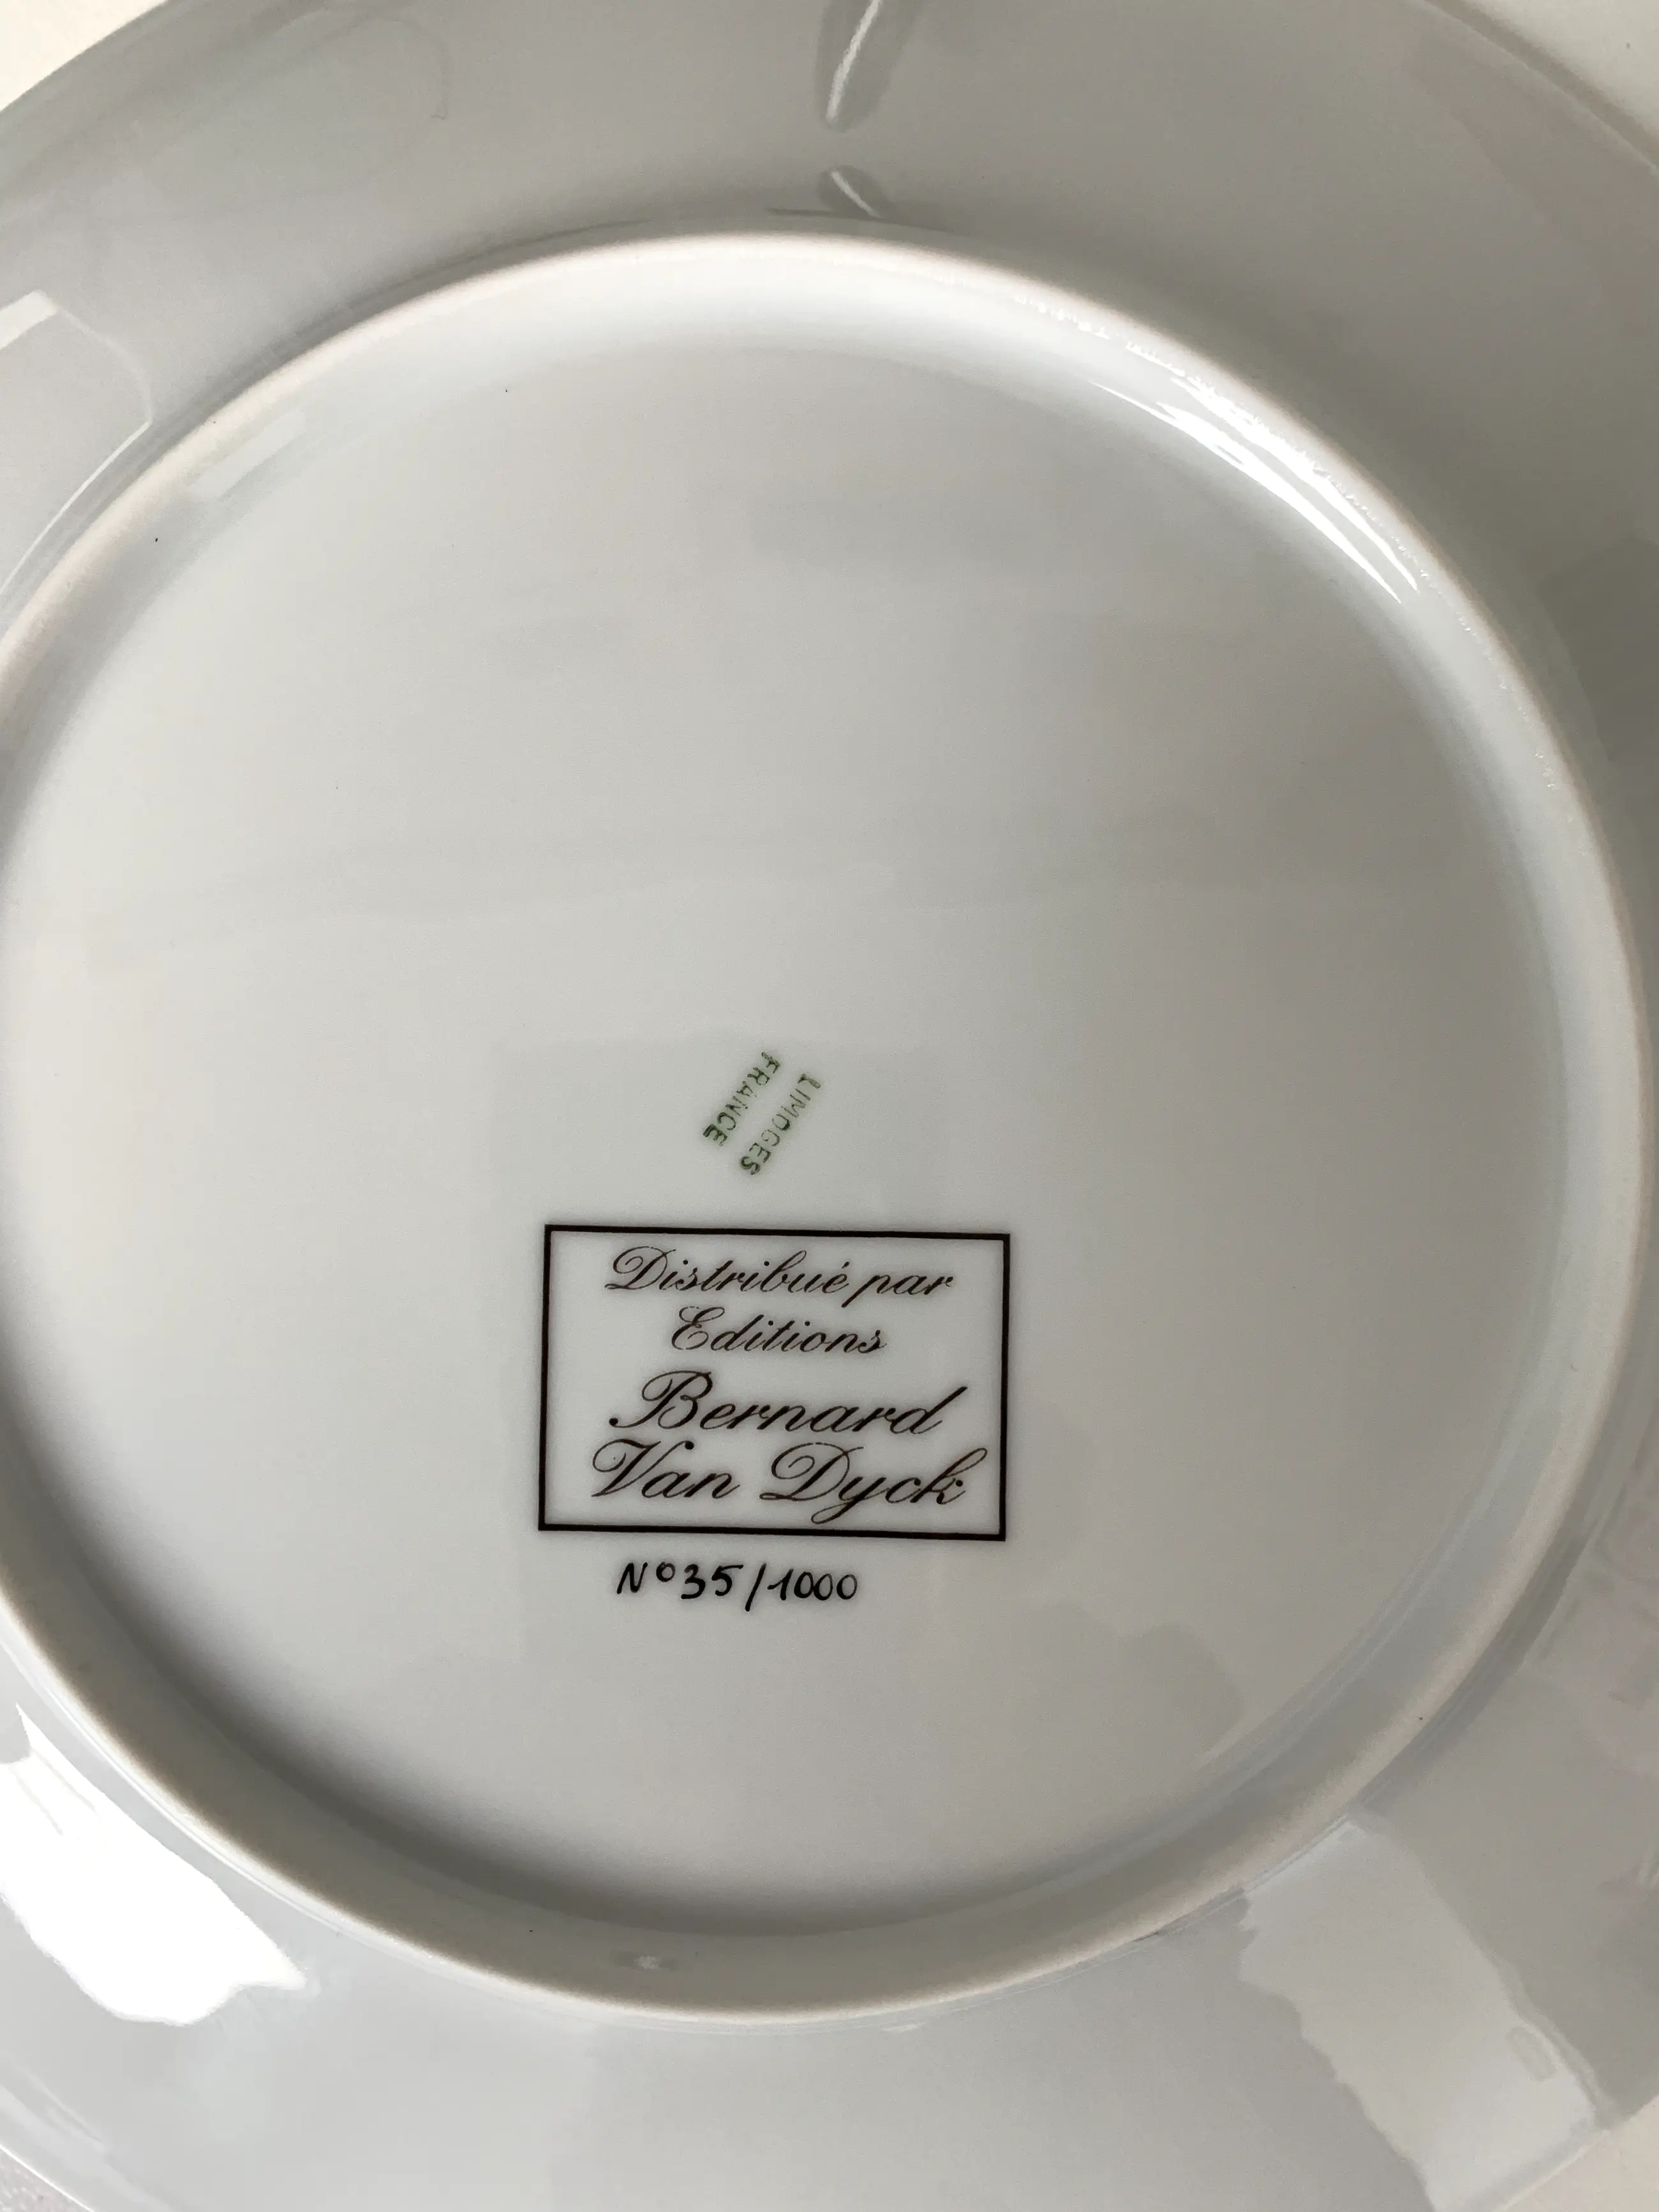 LIMOGES
FRANCE
Distribué par
Editions
Bernard
Van Dyck
N° 35/1000